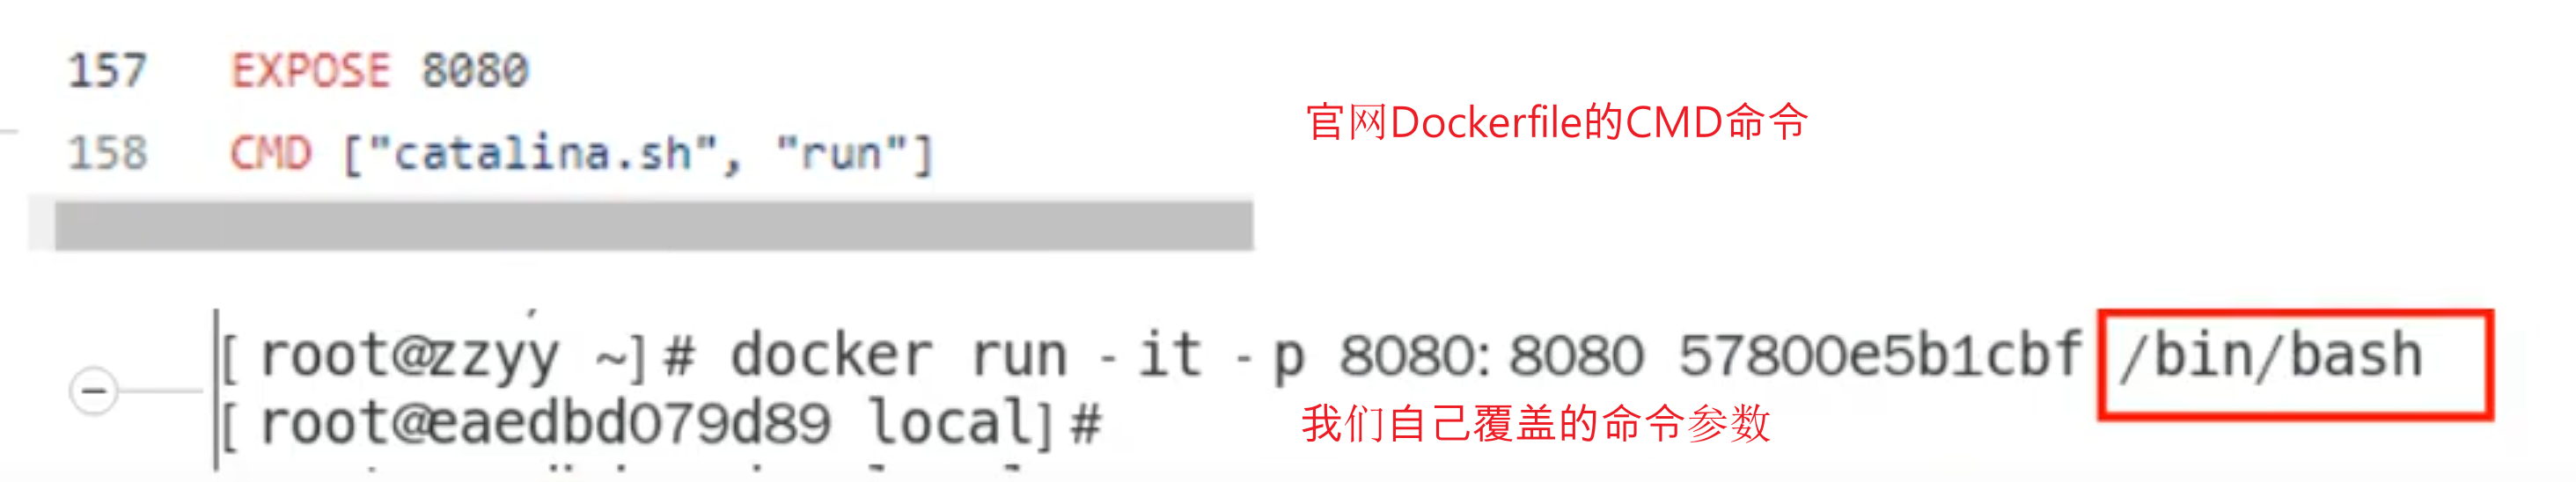 157 EXPOSE 8080
官网Dockerfile的CMD命令
158 CMD ["catalina.sh", "run"]
[ root@zzyy ~]# docker run - it - p 8080: 8080 57800e5b1cbf /bin/bash
[ root@eaedbd079d89 local]#
我们自己覆盖的命令参数